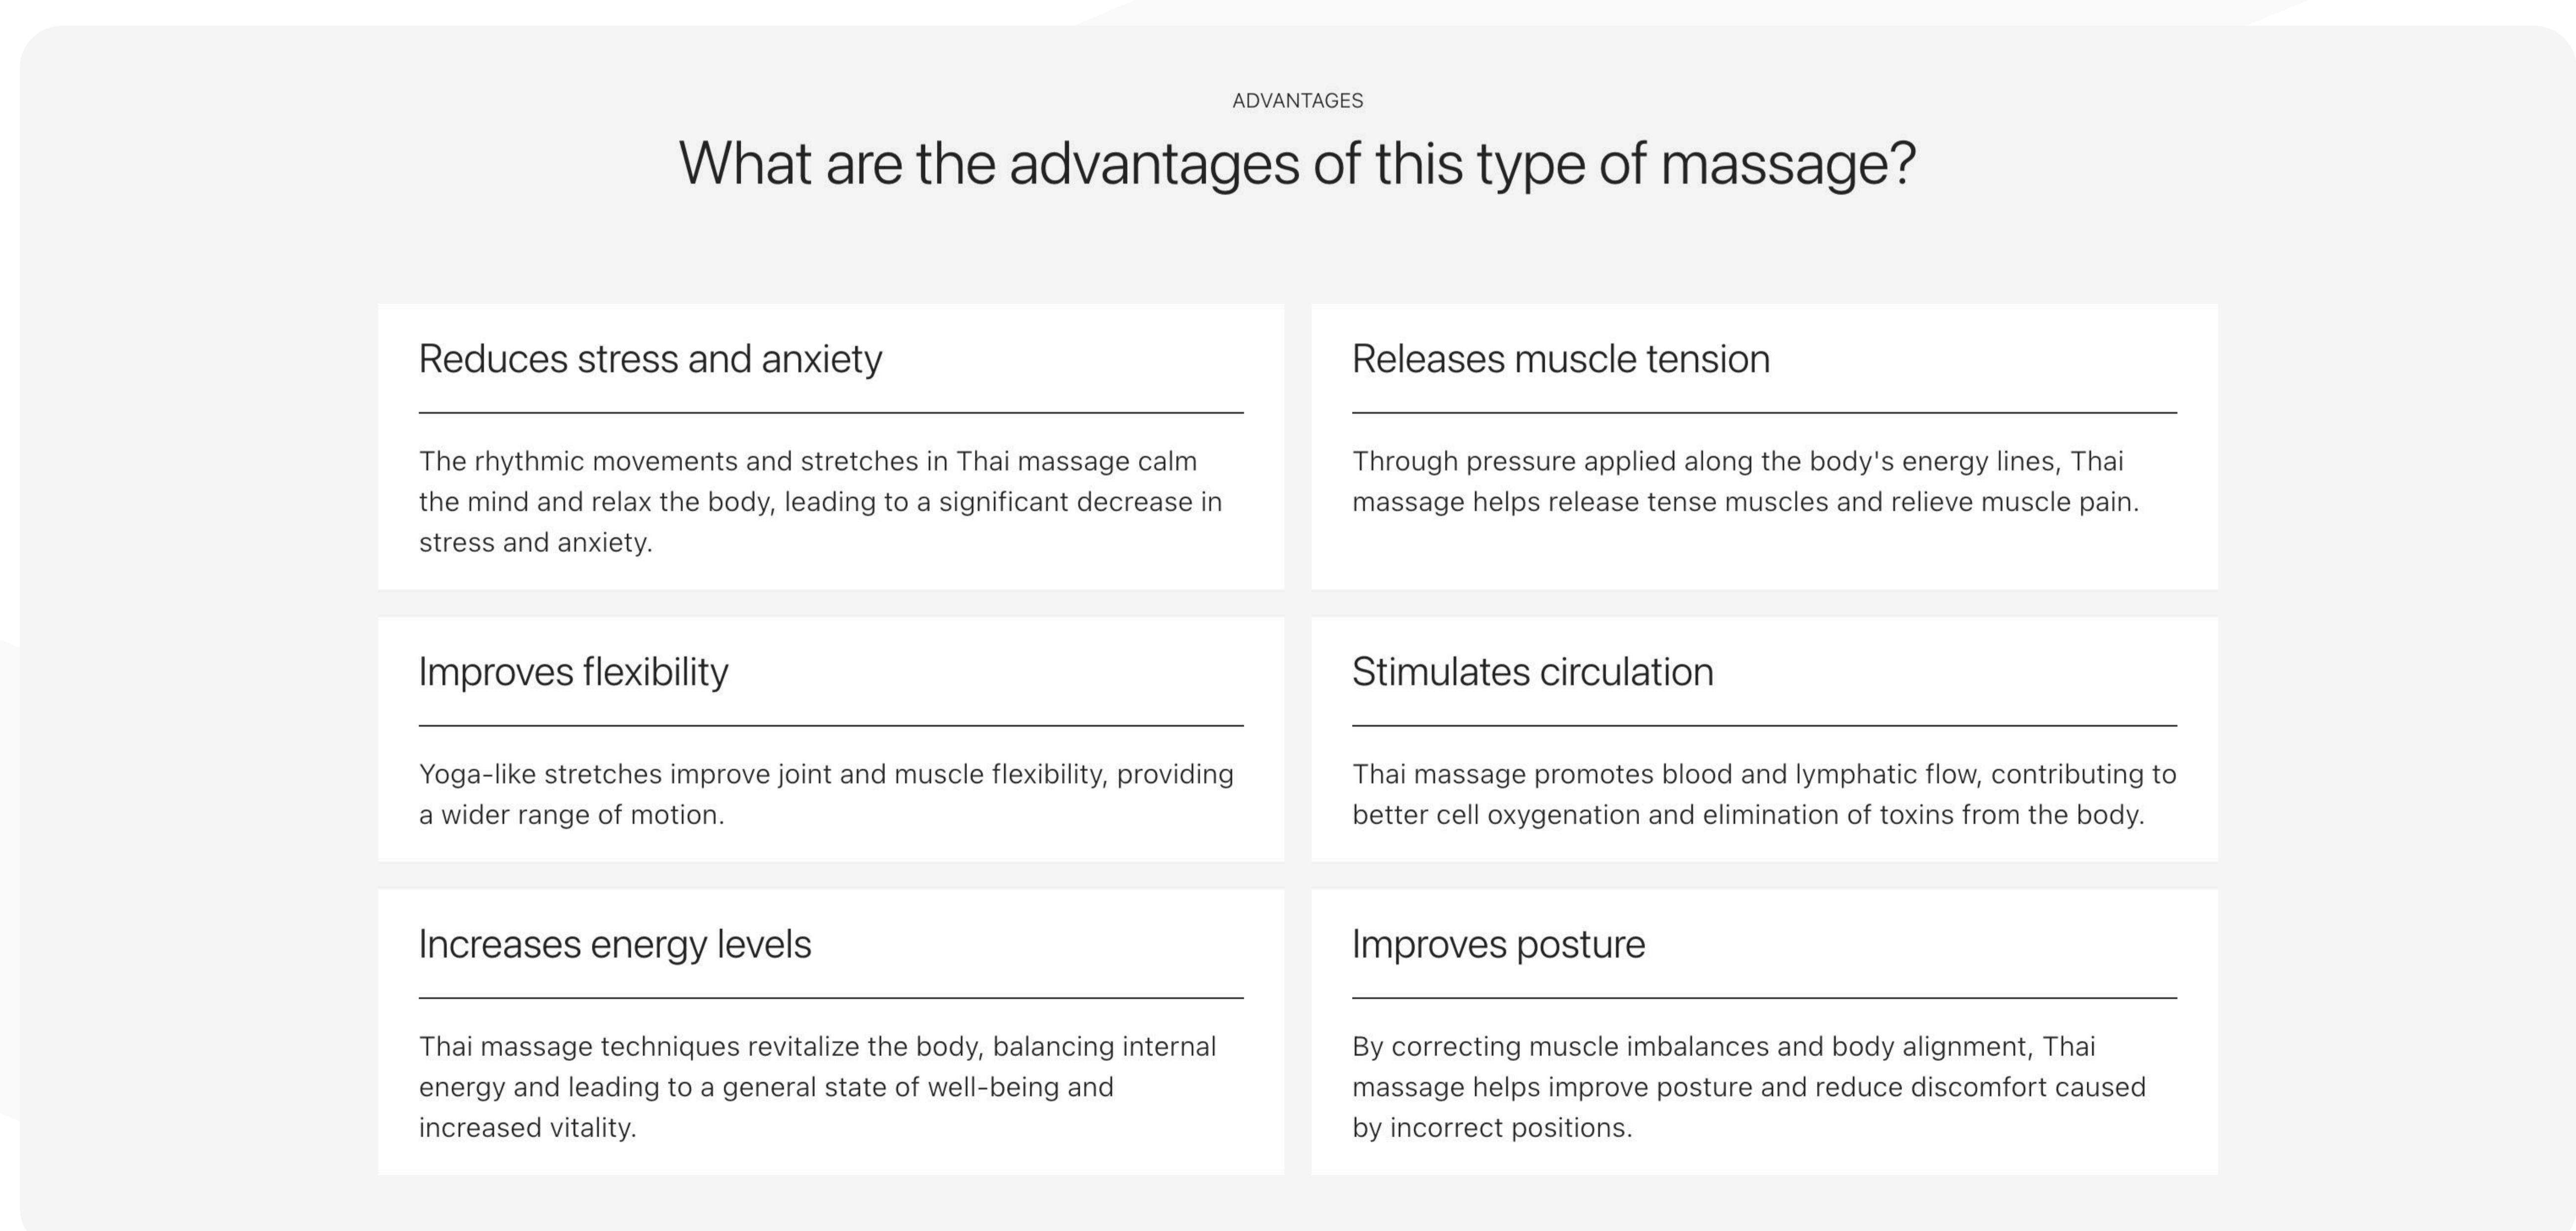 ADVANTAGES
What are the advantages of this type of massage?
Reduces stress and anxiety
The rhythmic movements and stretches in Thai massage calm
the mind and relax the body, leading to a significant decrease in
stress and anxiety.
Releases muscle tension
Through pressure applied along the body's energy lines, Thai
massage helps release tense muscles and relieve muscle pain.
Improves flexibility
Yoga-like stretches improve joint and muscle flexibility, providing
a wider range of motion.
Stimulates circulation
Thai massage promotes blood and lymphatic flow, contributing to
better cell oxygenation and elimination of toxins from the body.
Increases energy levels
Thai massage techniques revitalize the body, balancing internal
energy and leading to a general state of well-being and
increased vitality.
Improves posture
By correcting muscle imbalances and body alignment, Thai
massage helps improve posture and reduce discomfort caused
by incorrect positions.